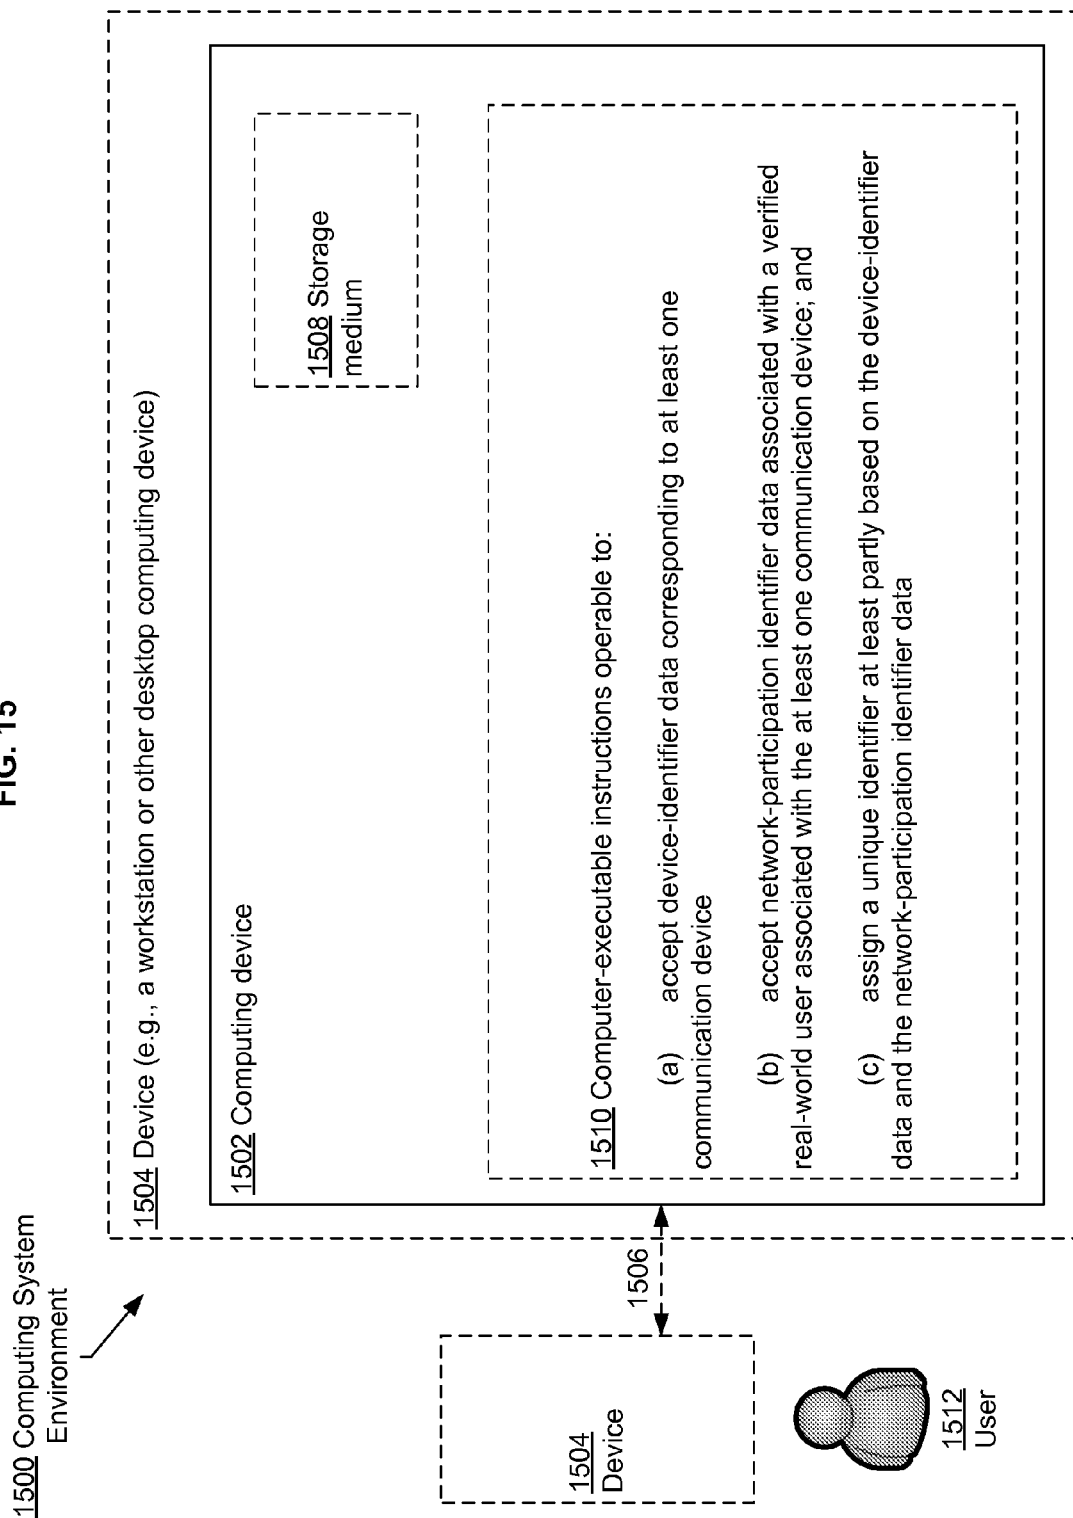 FIG. 15
1500 Computing System
Environment
1504 Device (e.g., a workstation or other desktop computing device)
1502 Computing device
1508 Storage
medium
1510 Computer-executable instructions operable to:
(a) accept device-identifier data corresponding to at least one
communication device
(b) accept network-participation identifier data associated with a verified
real-world user associated with the at least one communication device; and
(c) assign a unique identifier at least partly based on the device-identifier
data and the network-participation identifier data
1506
1504
Device
1512
User